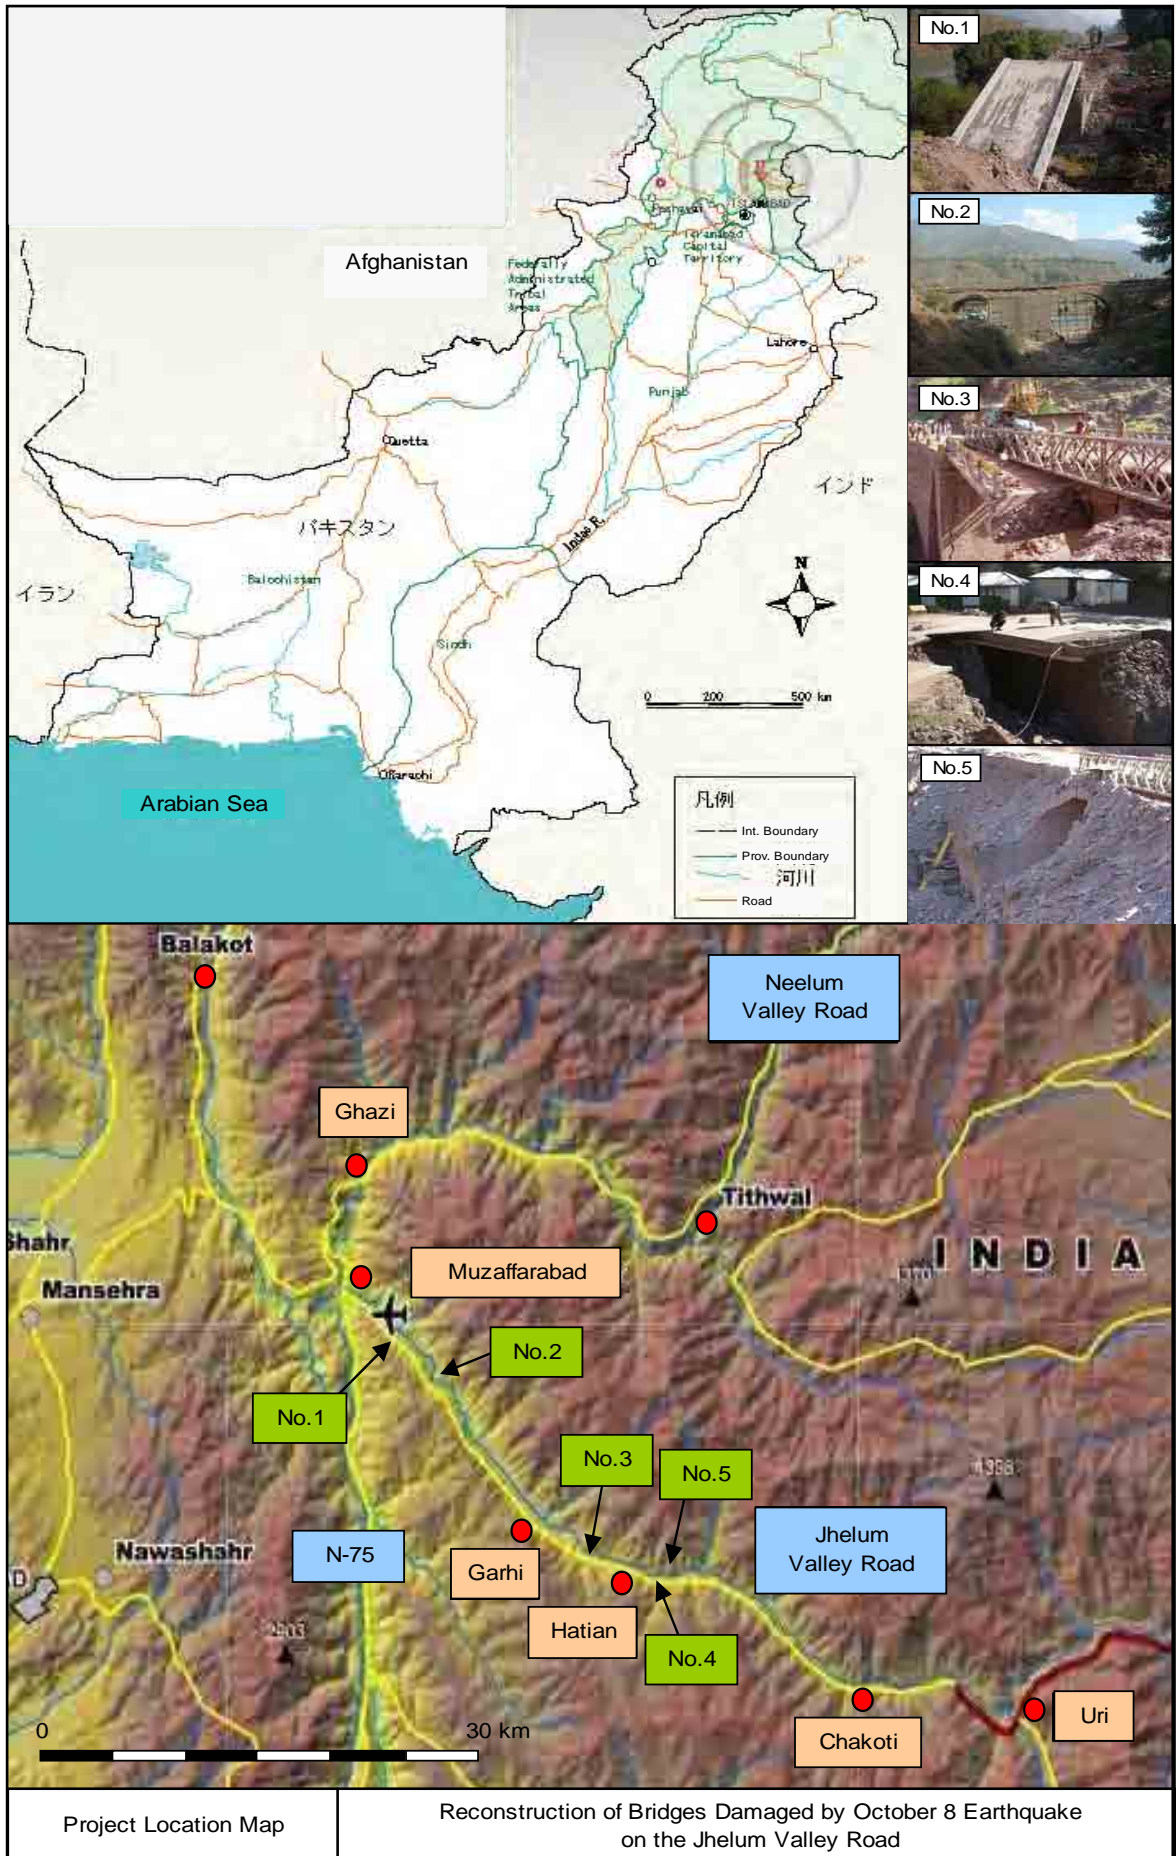 No.1
No.2
No.3
No.4
No.5
Afghanistan
Federally
Administrated
Tribal
Areas
Peshawar
ISLAMABAD
Islamabad
Capital
Territory
Lahore
Punjab
Quetta
インド
パキスタン
Indus R.
イラン
Balochistan
Sindh
N
0 200 500 km
Karachi
Arabian Sea
凡例
Int. Boundary
Prov. Boundary
河川
Road
Balakot
Neelum
Valley Road
Ghazi
Tithwal
Shahr
Mansehra
Muzaffarabad
INDIA
No.2
No.1
No.3
No.5
Nawashahr
N-75
Garhi
Jhelum
Valley Road
Hatian
No.4
Chakoti
Uri
0 30 km
Project Location Map
Reconstruction of Bridges Damaged by October 8 Earthquake
on the Jhelum Valley Road